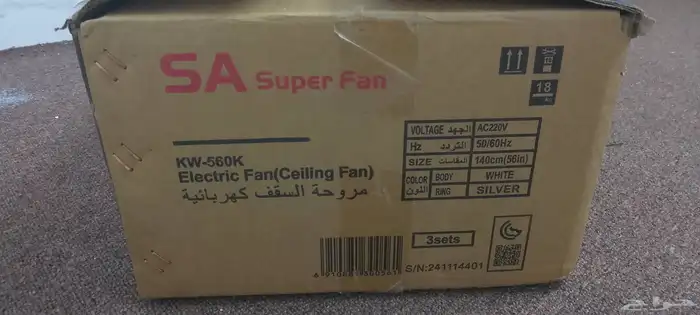 SA Super Fan
18
KW-560K
Electric Fan(Ceiling Fan)
مروحة السقف كهربائية
VOLTAGE الجهد AC220V
Hz التردد 50/60Hz
SIZE المقاسات 140cm(56in)
COLOR اللون BODY WHITE
RING SILVER
3sets
S/N:241114401
حراج